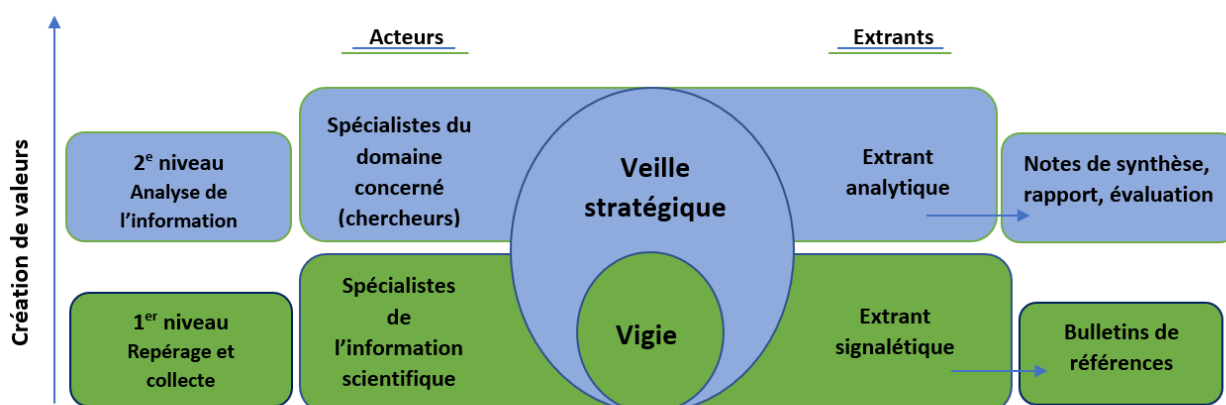 Création de valeurs
Acteurs
Extrants
2e niveau
Analyse de
l’information
Spécialistes du
domaine
concerné
(chercheurs)
Veille
stratégique
Extrant
analytique
Notes de synthèse,
rapport, évaluation
1er niveau
Repérage et
collecte
Spécialistes
de
l’information
scientifique
Vigie
Extrant
signalétique
Bulletins de
références